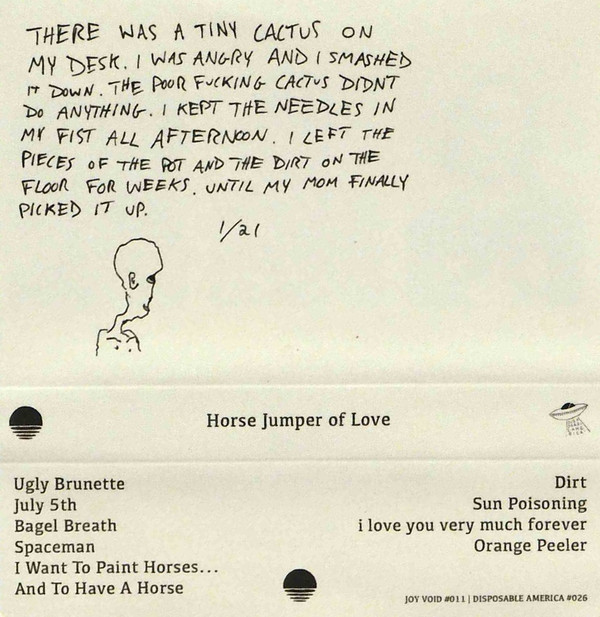 THERE WAS A TINY CACTUS ON
MY DESK. I WAS ANGRY AND I SMASHED
IT DOWN. THE POOR FUCKING CACTUS DIDNT
DO ANYTHING. I KEPT THE NEEDLES IN
MY FIST ALL AFTERNOON. I LEFT THE
PIECES OF THE POT AND THE DIRT ON THE
FLOOR FOR WEEKS. UNTIL MY MOM FINALLY
PICKED IT UP.
1/21
Horse Jumper of Love
Ugly Brunette
July 5th
Bagel Breath
Spaceman
I Want To Paint Horses...
And To Have A Horse
Dirt
Sun Poisoning
i love you very much forever
Orange Peeler
JOY VOID #011 | DISPOSABLE AMERICA #026